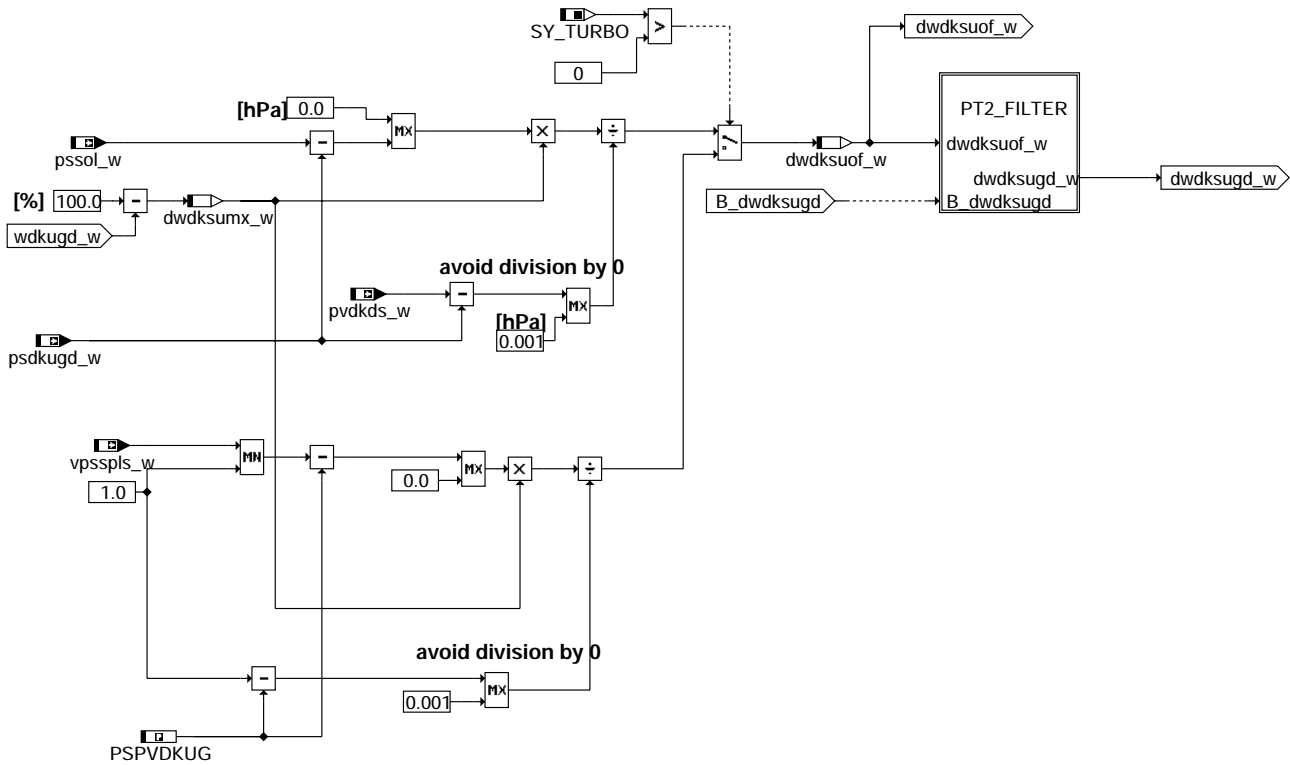 SY_TURBO
>
0
dwdksuof_w
[hPa] 0.0
MX
pssol_w
−
×
÷
dwdksuof_w
PT2_FILTER
dwdksuof_w
dwdksugd_w
B_dwdksugd
dwdksugd_w
[%] 100.0
−
dwdksumx_w
B_dwdksugd
wdkugd_w
avoid division by 0
pvdkds_w
−
MX
[hPa]
0.001
psdkugd_w
vpsspls_w
MN
−
MX
×
÷
0.0
1.0
avoid division by 0
−
MX
0.001
P
PSPVDKUG